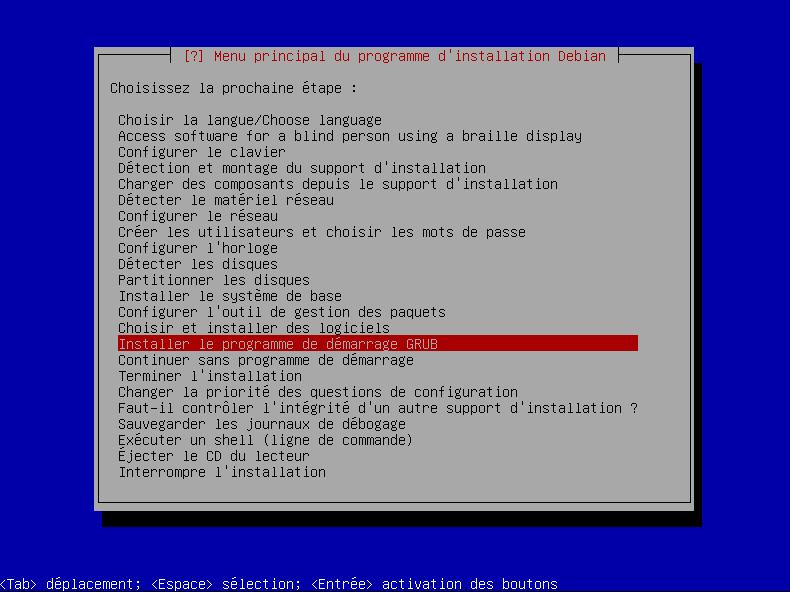 [?] Menu principal du programme d'installation Debian
Choisissez la prochaine étape :
Choisir la langue/Choose language
Access software for a blind person using a braille display
Configurer le clavier
Détection et montage du support d'installation
Charger des composants depuis le support d'installation
Détecter le matériel réseau
Configurer le réseau
Créer les utilisateurs et choisir les mots de passe
Configurer l'horloge
Détecter les disques
Partitionner les disques
Installer le système de base
Configurer l'outil de gestion des paquets
Choisir et installer des logiciels
Installer le programme de démarrage GRUB
Continuer sans programme de démarrage
Terminer l'installation
Changer la priorité des questions de configuration
Faut-il contrôler l'intégrité d'un autre support d'installation ?
Sauvegarder les journaux de débogage
Exécuter un shell (ligne de commande)
Éjecter le CD du lecteur
Interrompre l'installation
<Tab> déplacement; <Espace> sélection; <Entrée> activation des boutons